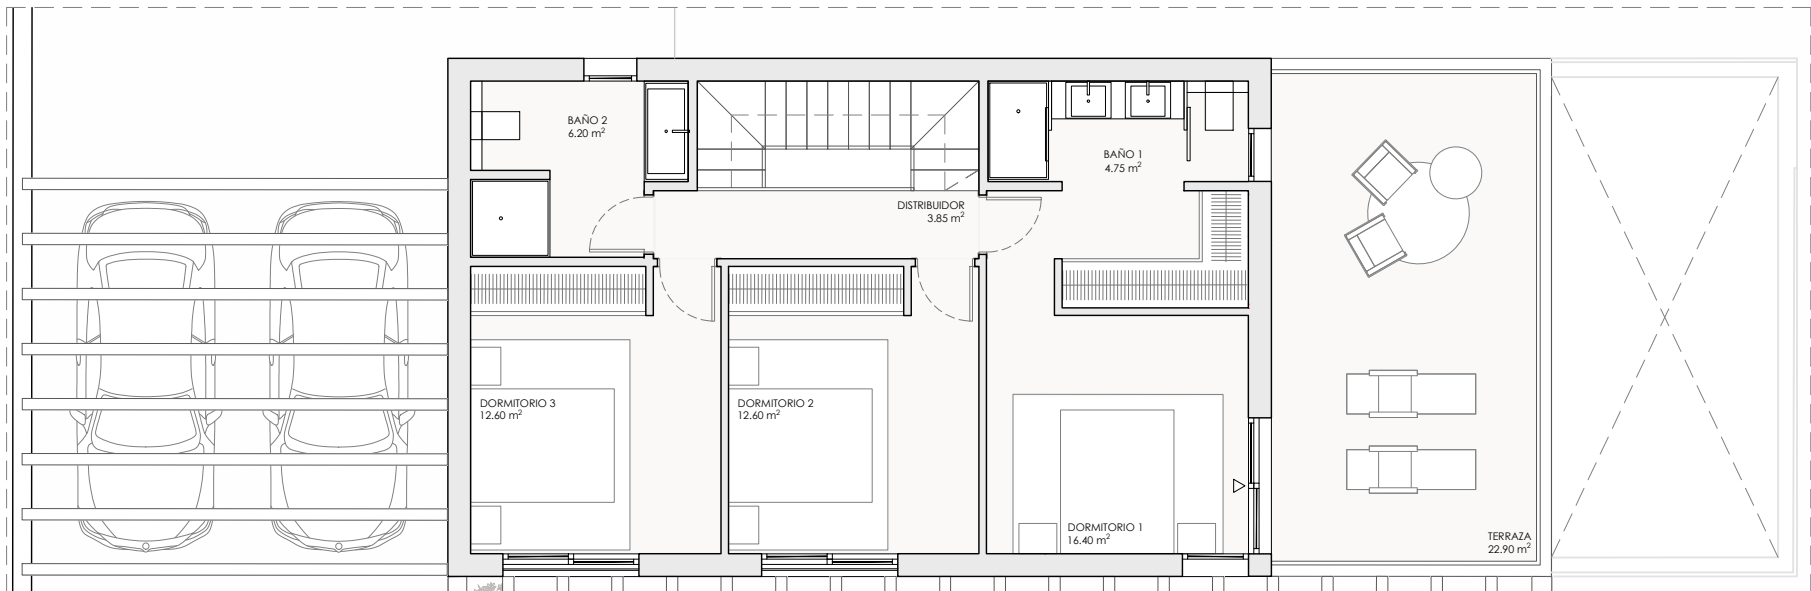 BAÑO 2
6.20 m²
BAÑO 1
4.75 m²
DISTRIBUIDOR
3.85 m²
DORMITORIO 3
12.60 m²
DORMITORIO 2
12.60 m²
DORMITORIO 1
16.40 m²
TERRAZA
22.90 m²